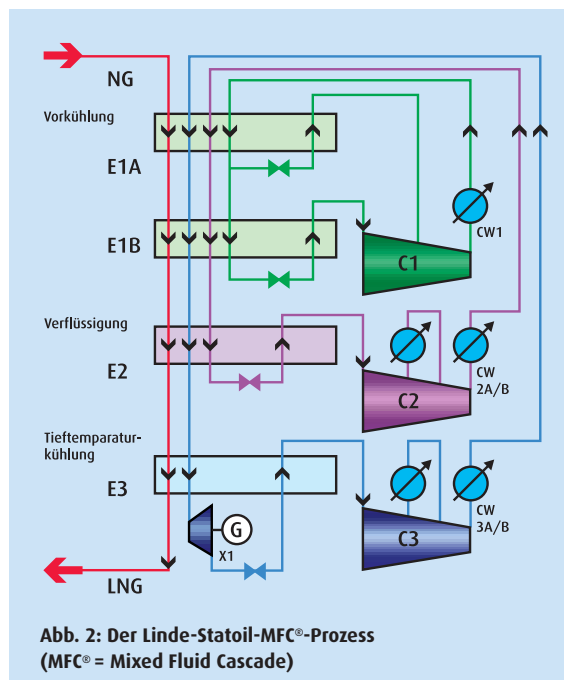 NG
Vorkühlung
E1A
CW1
E1B
C1
Verflüssigung
E2
C2
CW
2A/B
Tieftemperatur-
kühlung
E3
G
X1
C3
CW
3A/B
LNG
Abb. 2: Der Linde-Statoil-MFC®-Prozess
(MFC® = Mixed Fluid Cascade)